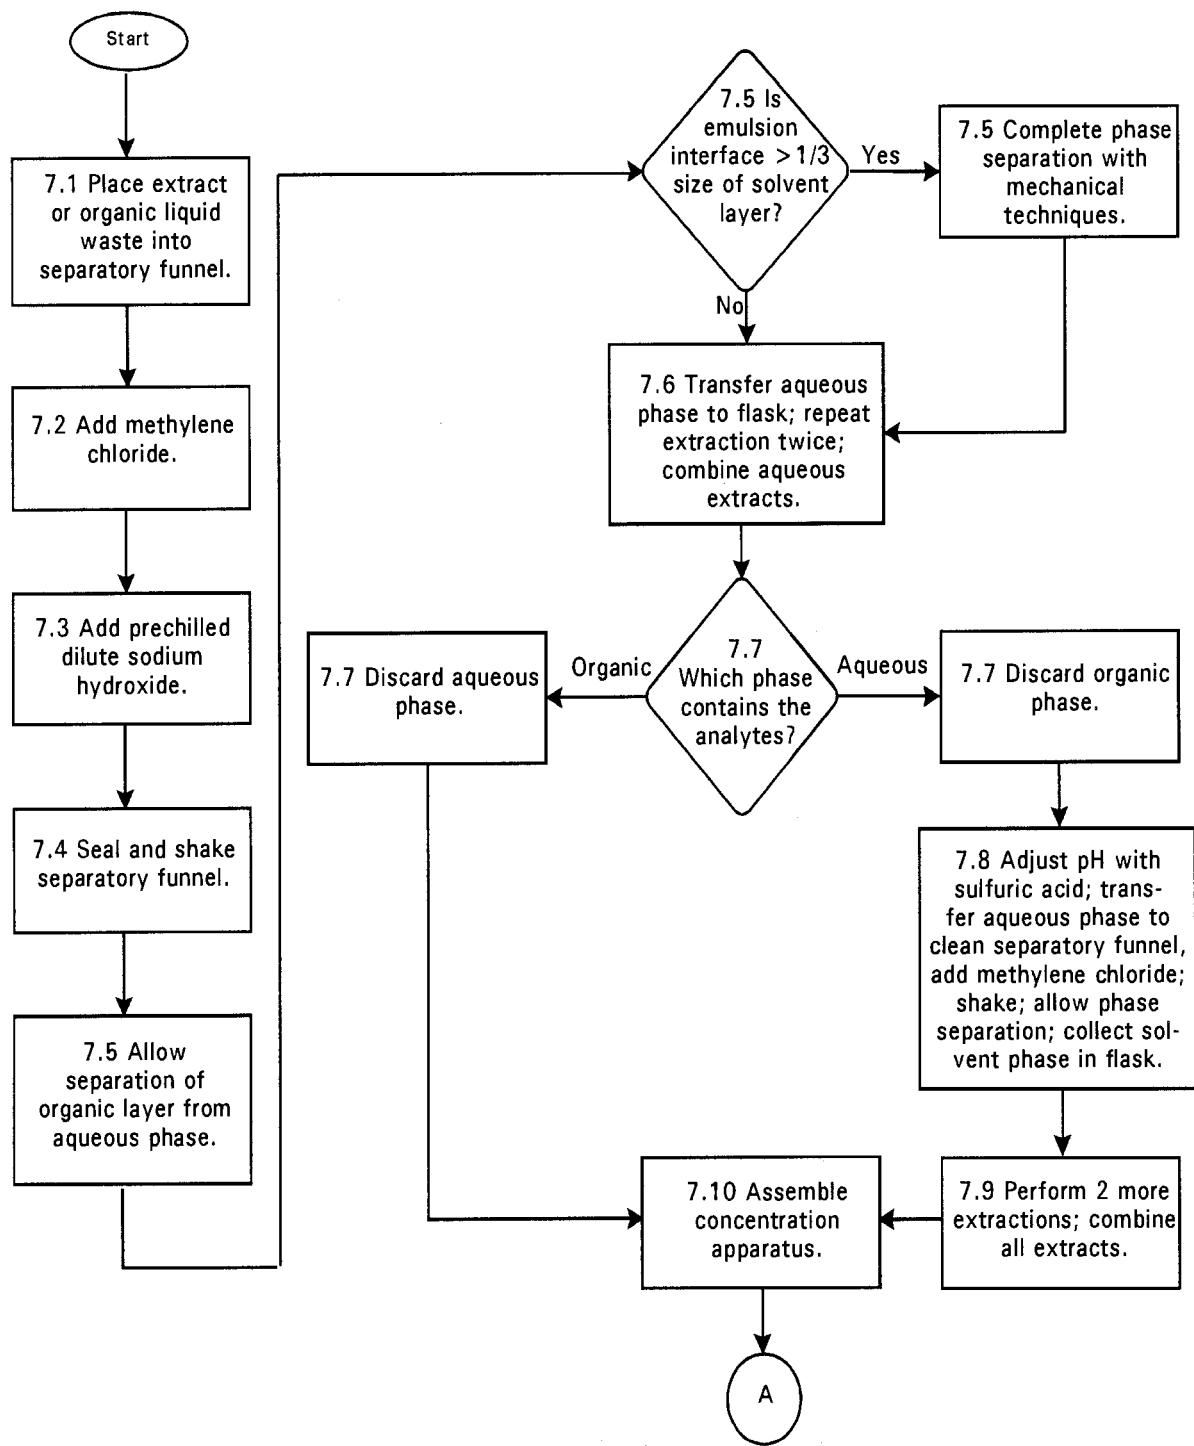 Start
7.1 Place extract
or organic liquid
waste into
separatory funnel.
7.2 Add methylene
chloride.
7.3 Add prechilled
dilute sodium
hydroxide.
7.4 Seal and shake
separatory funnel.
7.5 Allow
separation of
organic layer from
aqueous phase.
7.5 Is
emulsion
interface > 1/3
size of solvent
layer?
Yes
7.5 Complete phase
separation with
mechanical
techniques.
No
7.6 Transfer aqueous
phase to flask; repeat
extraction twice;
combine aqueous
extracts.
7.7
Which phase
contains the
analytes?
Organic
7.7 Discard aqueous
phase.
Aqueous
7.7 Discard organic
phase.
7.8 Adjust pH with
sulfuric acid; trans-
fer aqueous phase to
clean separatory funnel,
add methylene chloride;
shake; allow phase
separation; collect sol-
vent phase in flask.
7.9 Perform 2 more
extractions; combine
all extracts.
7.10 Assemble
concentration
apparatus.
A